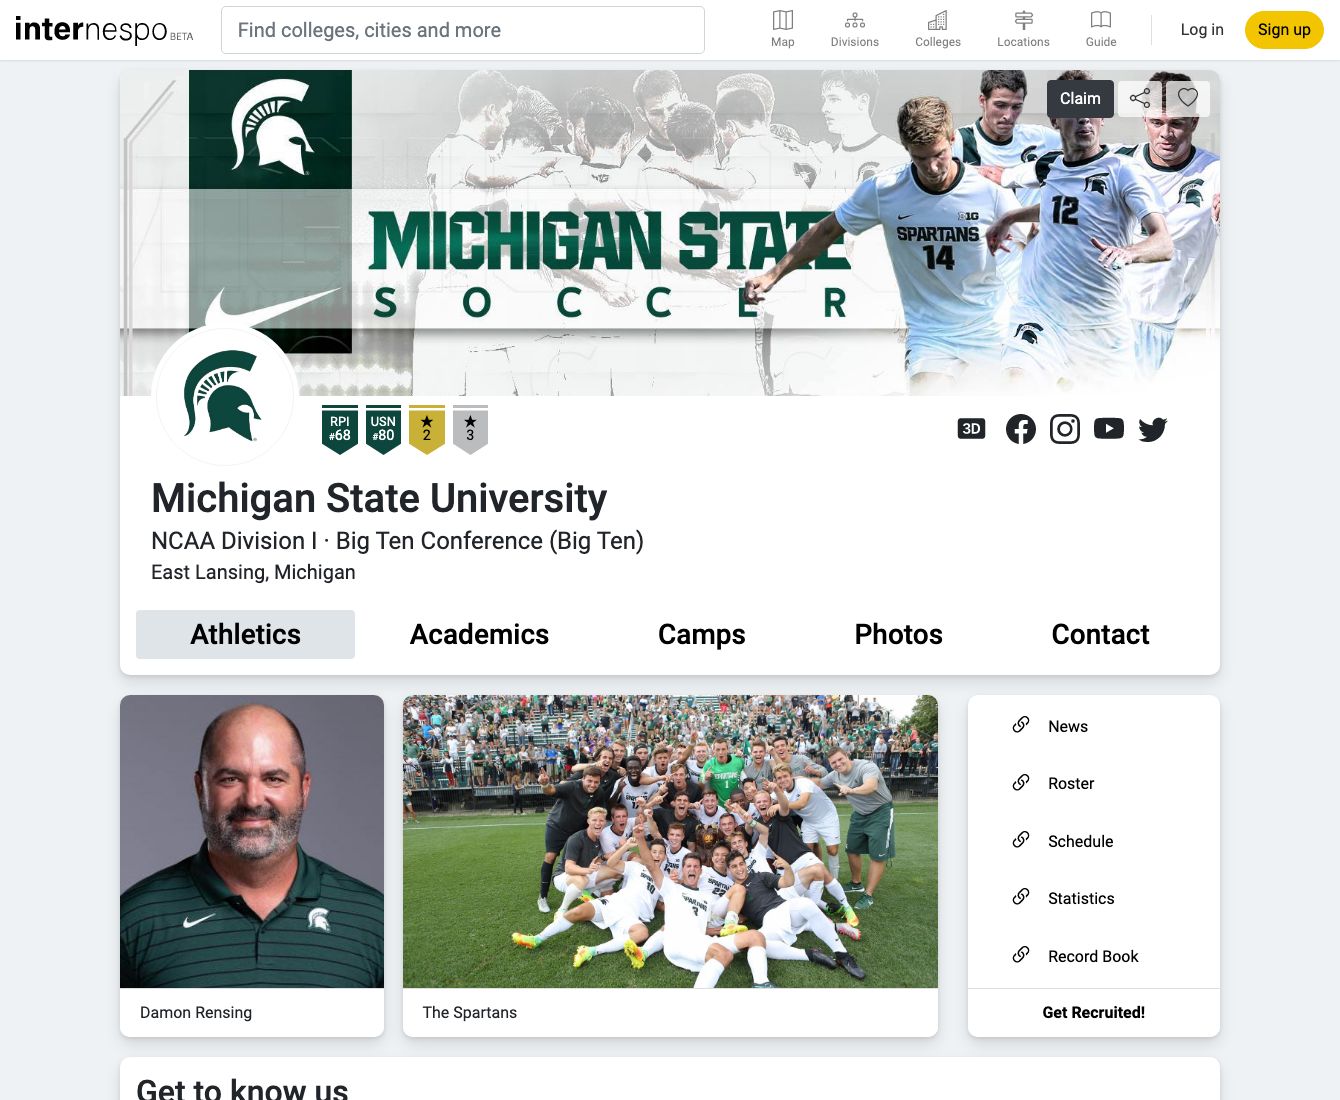 internespo BETA
Find colleges, cities and more
Map
Divisions
Colleges
Locations
Guide
Log in
Sign up
Claim
MICHIGAN STATE
SOCCER
B1G
SPARTANS
14
12
RPI
#68
USN
#80
★
2
★
3
3D
Michigan State University
NCAA Division I · Big Ten Conference (Big Ten)
East Lansing, Michigan
Athletics
Academics
Camps
Photos
Contact
News
Roster
Schedule
Statistics
Record Book
Damon Rensing
The Spartans
Get Recruited!
Get to know us